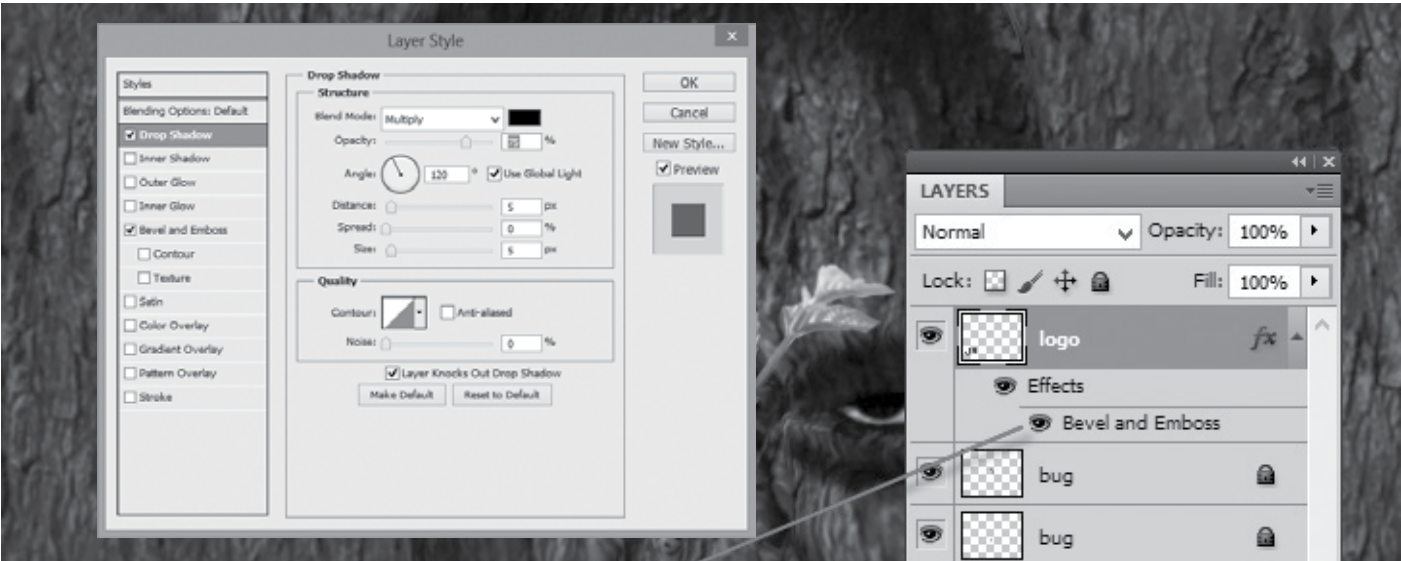 Layer Style
Styles
Blending Options: Default
Drop Shadow
Inner Shadow
Outer Glow
Inner Glow
Bevel and Emboss
Contour
Texture
Satin
Color Overlay
Gradient Overlay
Pattern Overlay
Stroke
Drop Shadow
Structure
Blend Mode: Multiply
Opacity: %
Angle: 120 ° Use Global Light
Distance: 5 px
Spread: 0 %
Size: 5 px
Quality
Contour: Anti-aliased
Noise: 0 %
Layer Knocks Out Drop Shadow
Make Default Reset to Default
OK
Cancel
New Style...
Preview
LAYERS
Normal Opacity: 100%
Lock: Fill: 100%
logo fx
Effects
Bevel and Emboss
bug
bug